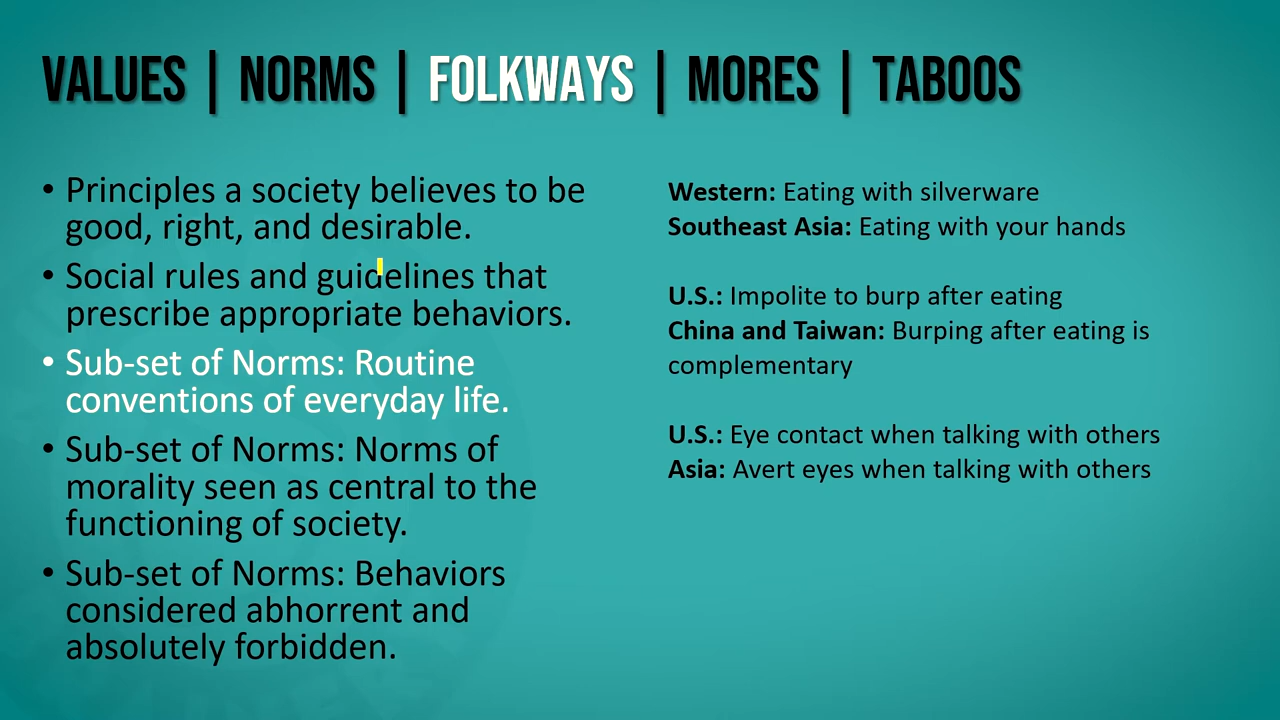 VALUES | NORMS | FOLKWAYS | MORES | TABOOS
• Principles a society believes to be
good, right, and desirable.
• Social rules and guidelines that
prescribe appropriate behaviors.
• Sub-set of Norms: Routine
conventions of everyday life.
• Sub-set of Norms: Norms of
morality seen as central to the
functioning of society.
• Sub-set of Norms: Behaviors
considered abhorrent and
absolutely forbidden.
Western: Eating with silverware
Southeast Asia: Eating with your hands
U.S.: Impolite to burp after eating
China and Taiwan: Burping after eating is
complementary
U.S.: Eye contact when talking with others
Asia: Avert eyes when talking with others